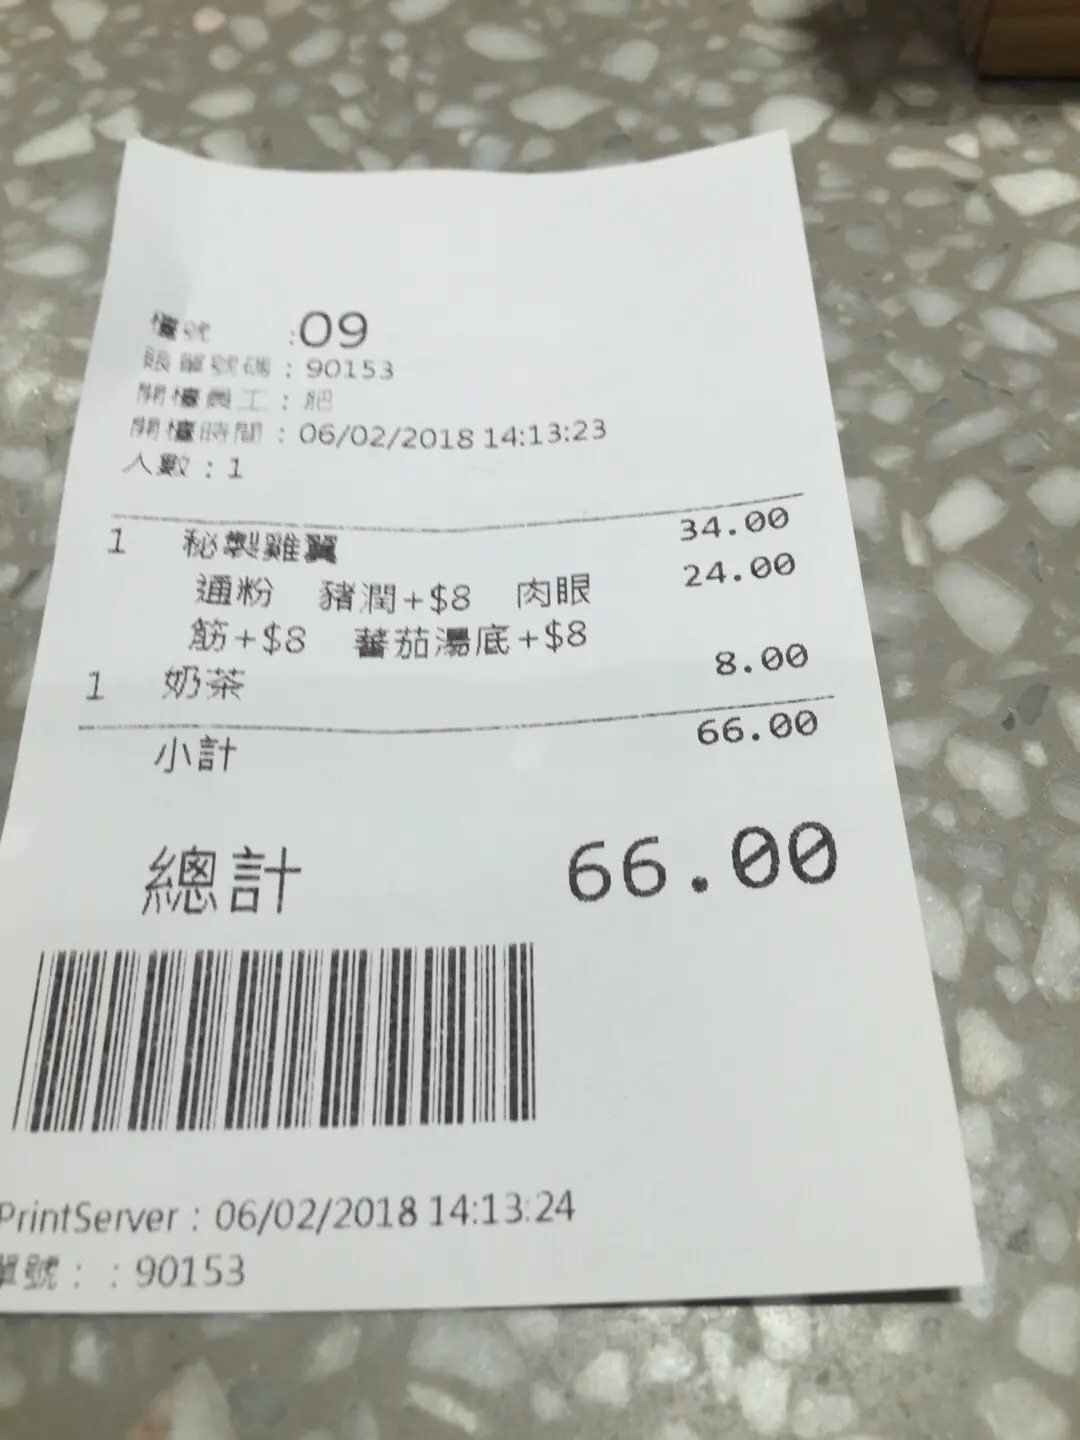 檯號 :09
賬單號碼 : 90153
開檯員工 : 肥
開檯時間 : 06/02/2018 14:13:23
人數 : 1
1 秘製雞翼 34.00
通粉 豬潤+$8 肉眼 24.00
筋+$8 蕃茄湯底+$8
1 奶茶 8.00
小計 66.00
總計 66.00
PrintServer : 06/02/2018 14:13:24
單號 : : 90153